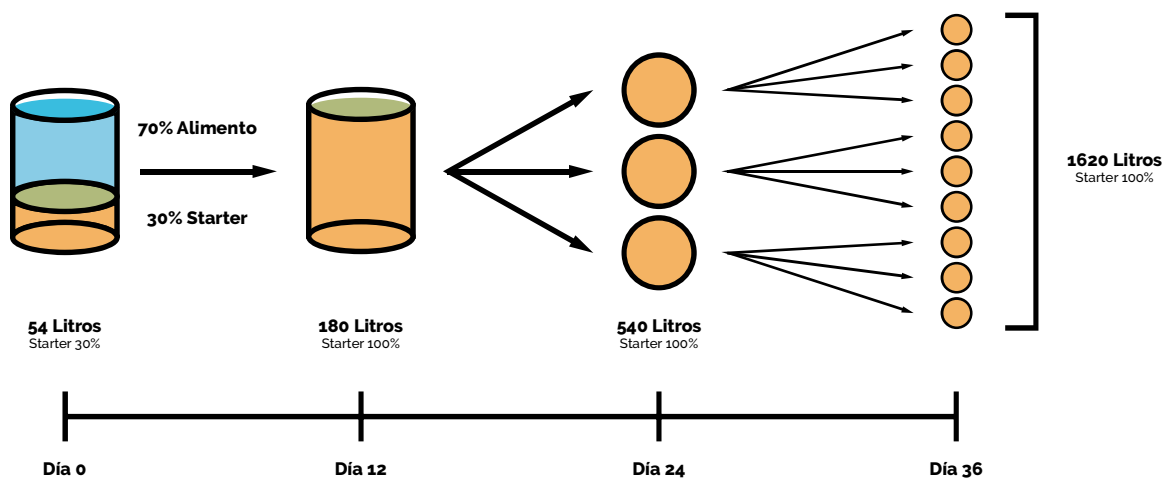 70% Alimento
30% Starter
54 Litros
Starter 30%
180 Litros
Starter 100%
540 Litros
Starter 100%
1620 Litros
Starter 100%
Día 0
Día 12
Día 24
Día 36